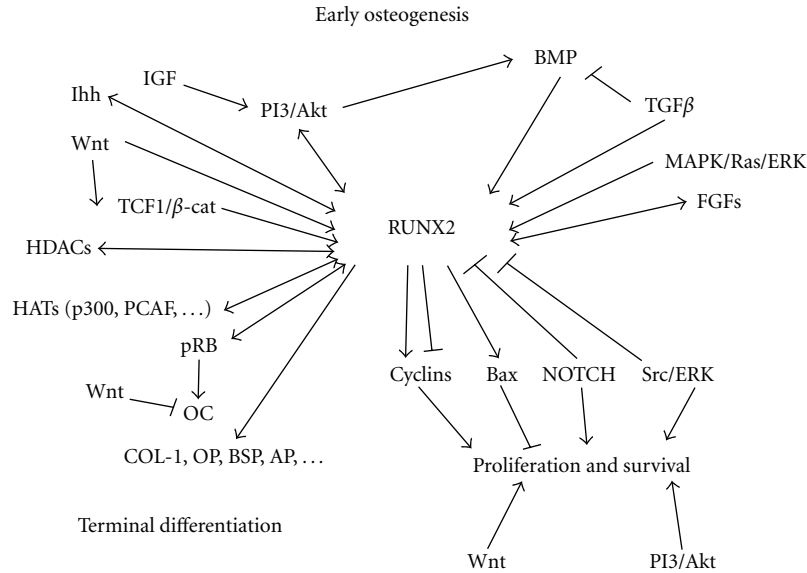 Early osteogenesis
BMP
IGF
Ihh
PI3/Akt
TGFβ
Wnt
MAPK/Ras/ERK
TCF1/β-cat
FGFs
RUNX2
HDACs
HATs (p300, PCAF, ...)
pRB
Cyclins
Bax
NOTCH
Src/ERK
Wnt
OC
COL-1, OP, BSP, AP, ...
Proliferation and survival
Terminal differentiation
Wnt
PI3/Akt